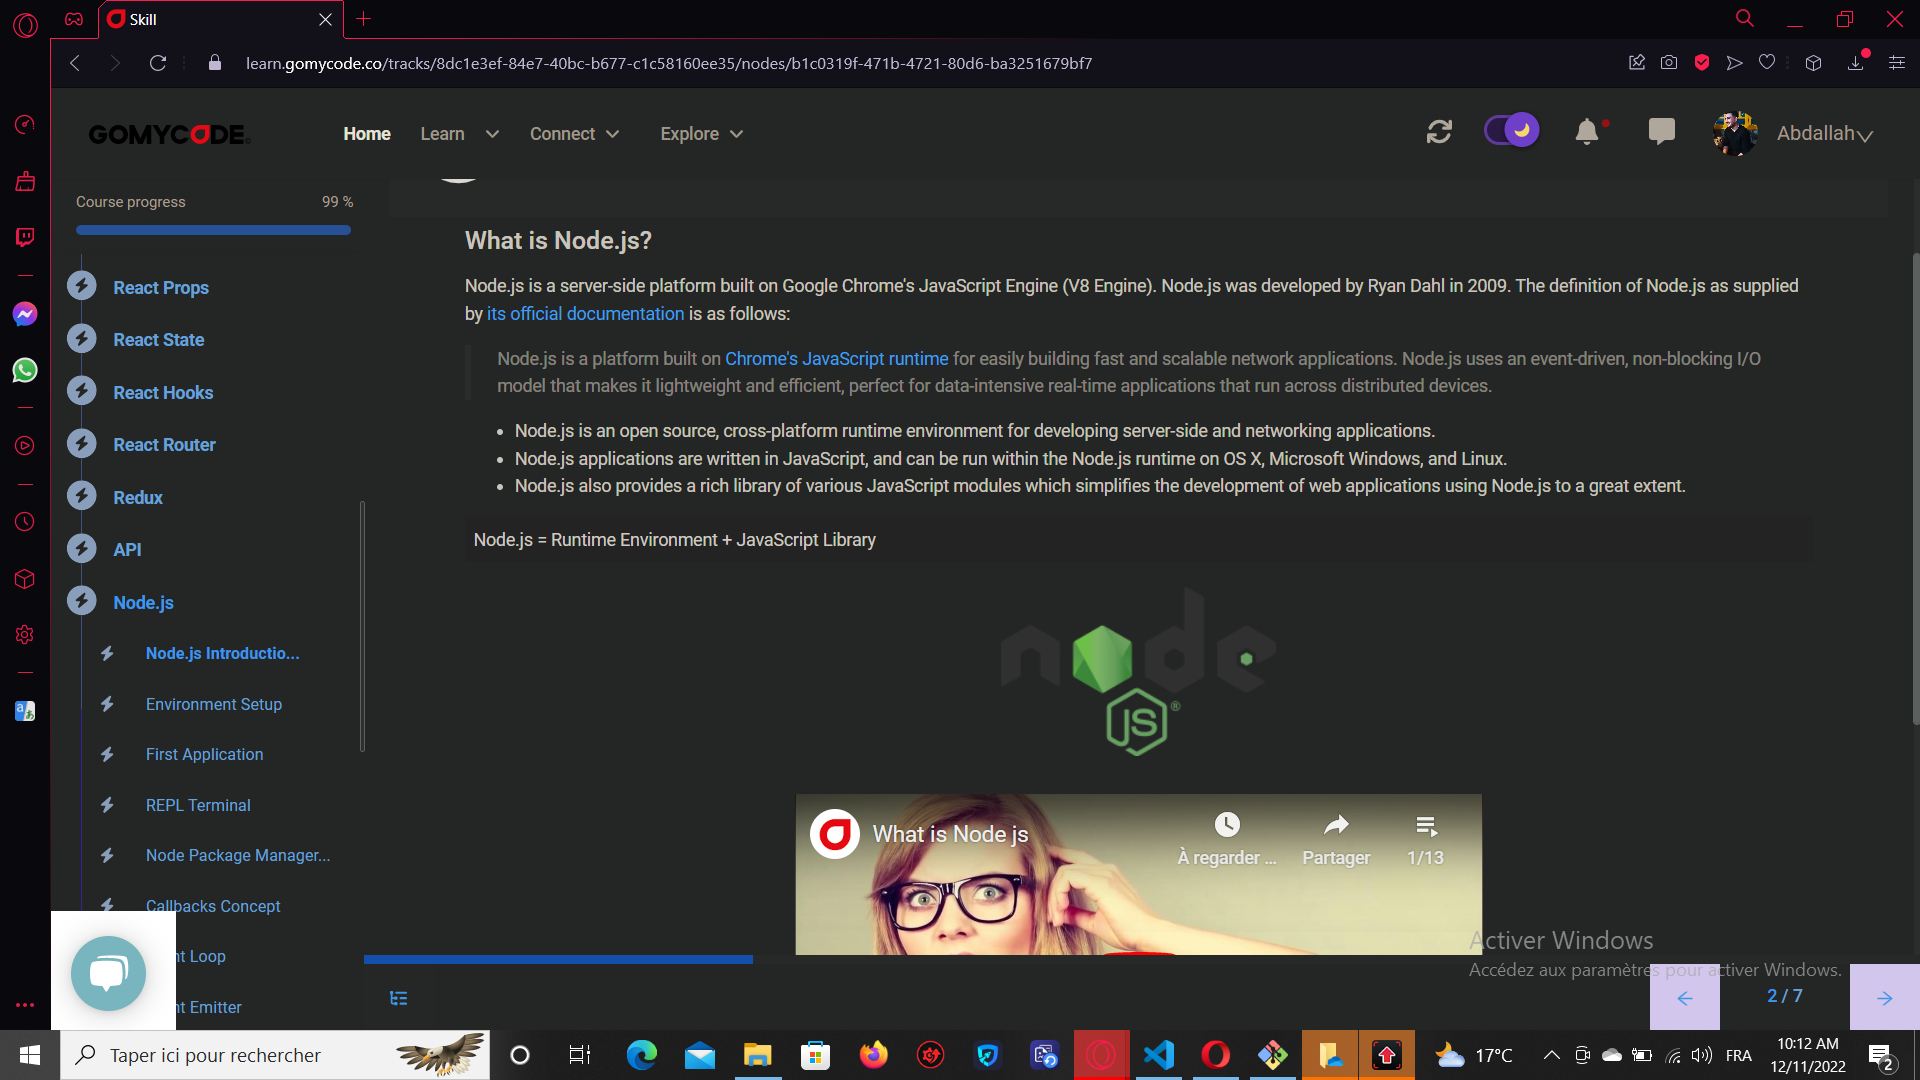 Skill
learn.gomycode.co/tracks/8dc1e3ef-84e7-40bc-b677-c1c58160ee35/nodes/b1c0319f-471b-4721-80d6-ba3251679bf7
GOMYCODE
Home
Learn
Connect
Explore
Abdallah
Course progress
99 %
React Props
React State
React Hooks
React Router
Redux
API
Node.js
Node.js Introductio...
Environment Setup
First Application
REPL Terminal
Node Package Manager...
Callbacks Concept
nt Loop
nt Emitter
What is Node.js?
Node.js is a server-side platform built on Google Chrome's JavaScript Engine (V8 Engine). Node.js was developed by Ryan Dahl in 2009. The definition of Node.js as supplied
by its official documentation is as follows:
Node.js is a platform built on Chrome's JavaScript runtime for easily building fast and scalable network applications. Node.js uses an event-driven, non-blocking I/O
model that makes it lightweight and efficient, perfect for data-intensive real-time applications that run across distributed devices.
• Node.js is an open source, cross-platform runtime environment for developing server-side and networking applications.
• Node.js applications are written in JavaScript, and can be run within the Node.js runtime on OS X, Microsoft Windows, and Linux.
• Node.js also provides a rich library of various JavaScript modules which simplifies the development of web applications using Node.js to a great extent.
Node.js = Runtime Environment + JavaScript Library
node
JS®
What is Node js
À regarder ...
Partager
1/13
Activer Windows
Accédez aux paramètres pour activer Windows.
2 / 7
Taper ici pour rechercher
17°C
FRA
10:12 AM
12/11/2022
2